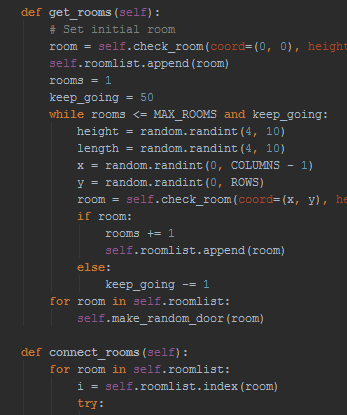 def get_rooms(self):
# Set initial room
room = self.check_room(coord=(0, 0), height
self.roomlist.append(room)
rooms = 1
keep_going = 50
while rooms <= MAX_ROOMS and keep_going:
height = random.randint(4, 10)
length = random.randint(4, 10)
x = random.randint(0, COLUMNS - 1)
y = random.randint(0, ROWS)
room = self.check_room(coord=(x, y), he
if room:
rooms += 1
self.roomlist.append(room)
else:
keep_going -= 1
for room in self.roomlist:
self.make_random_door(room)
def connect_rooms(self):
for room in self.roomlist:
i = self.roomlist.index(room)
try: